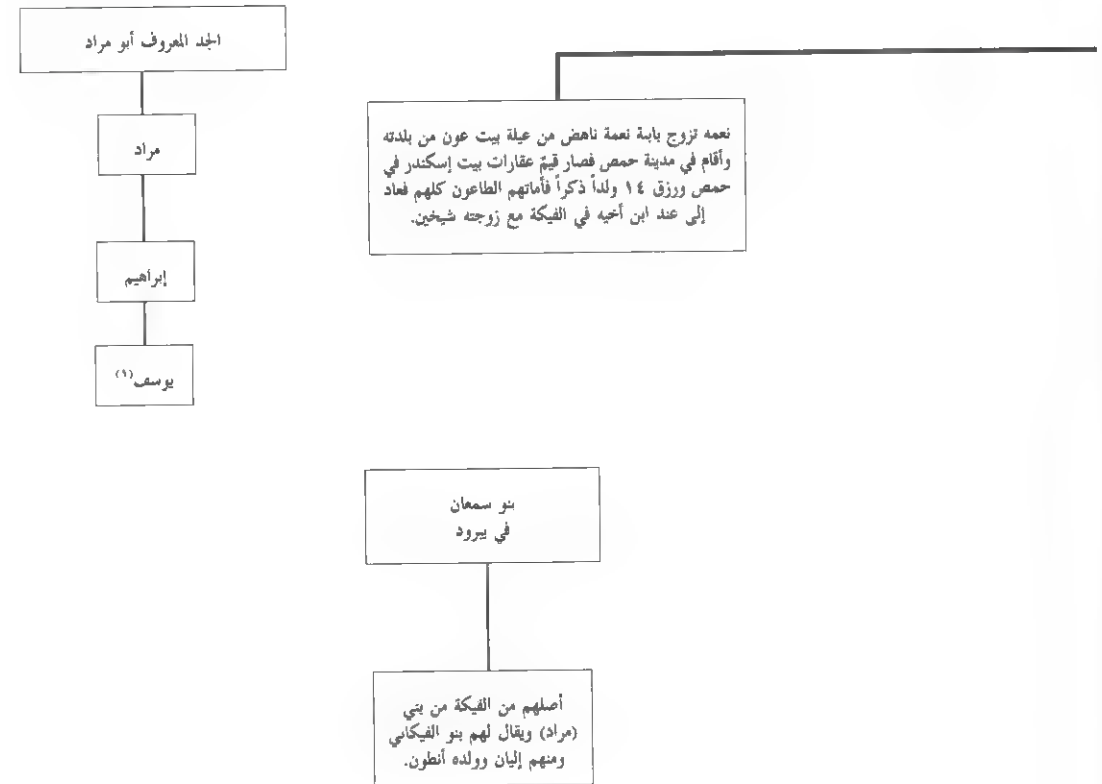 الجد المعروف أبو مراد
مراد
إبراهيم
يوسف(١)
نعمه تزوج بابنة نعمة ناهض من عيلة بيت عون من بلدته
وأقام في مدينة حمص فصار قيمّ عقارات بيت إسكندر في
حمص ورزق ١٤ ولداً ذكراً فأماتهم الطاعون كلهم فعاد
إلى عند ابن أخيه في الفيكة مع زوجته شيخين.
بنو سمعان
في يبرود
أصلهم من الفيكة من بني
(مراد) ويقال لهم بنو الفيكاني
ومنهم إليان وولده أنطون.